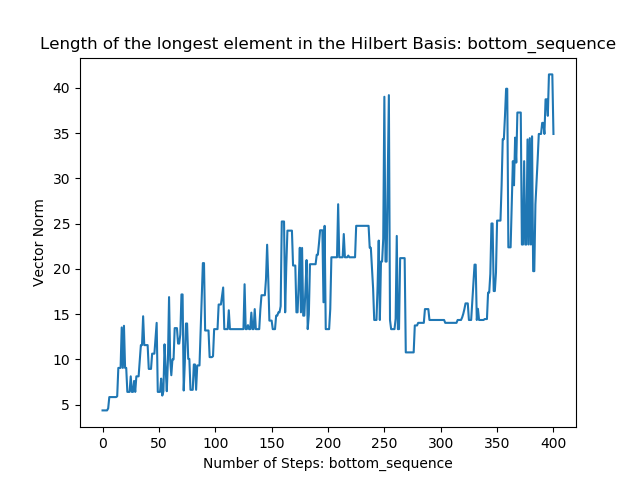 Length of the longest element in the Hilbert Basis: bottom_sequence
Vector Norm
40
35
30
25
20
15
10
5
0 50 100 150 200 250 300 350 400
Number of Steps: bottom_sequence